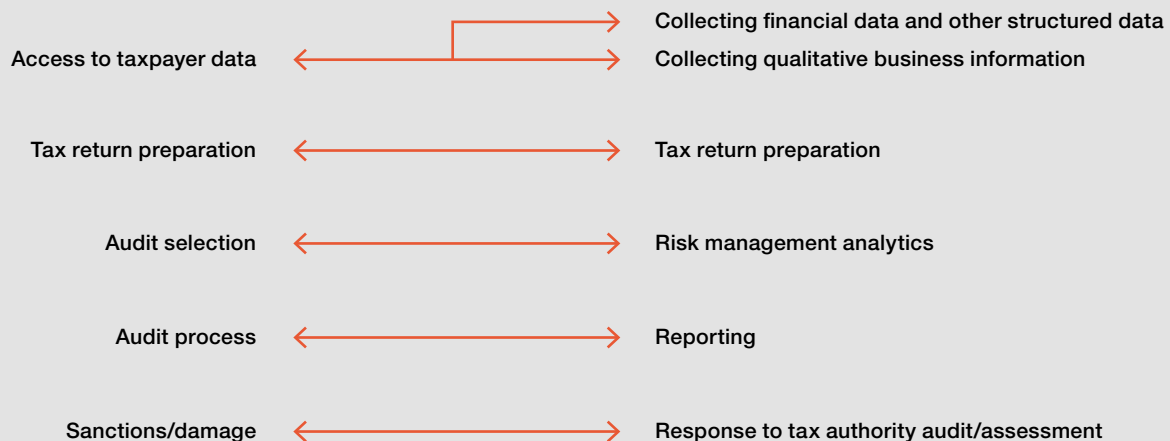 Collecting financial data and other structured data
Access to taxpayer data
Collecting qualitative business information
Tax return preparation
Tax return preparation
Audit selection
Risk management analytics
Audit process
Reporting
Sanctions/damage
Response to tax authority audit/assessment